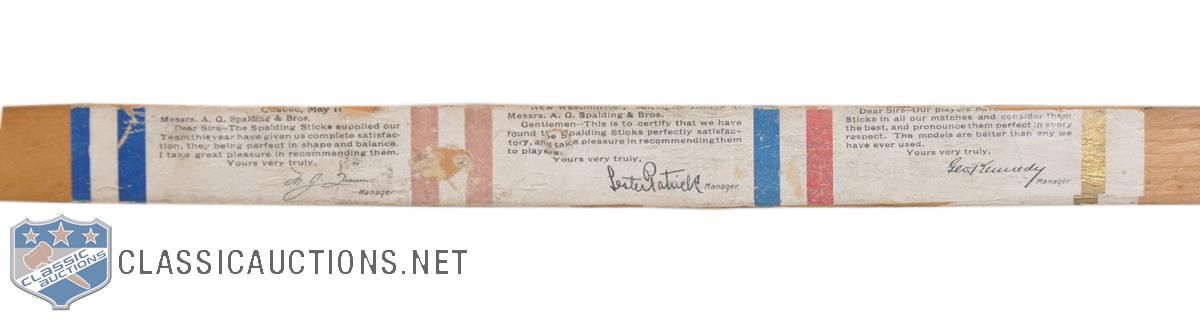 Quebec, May 11
Messrs. A. G. Spalding & Bros.
Dear Sirs—The Spalding Sticks supplied our
Team this year have given us complete satisfac-
tion, they being perfect in shape and balance.
I take great pleasure in recommending them.
Yours very truly,
Manager
Messrs. A. G. Spalding & Bros.
Gentlemen—This is certify that we have
found the Spalding Sticks perfectly satisfac-
tory, and take pleasure in recommending them
to players.
Yours very truly,
Lester Patrick Manager
Dear Sirs—Our players
Sticks in all our matches and consider them
the best, and pronounce them perfect in every
respect. The models are better than any we
have ever used.
Yours very truly,
Geo. Kennedy
Manager
CLASSIC
AUCTIONS
CLASSICAUCTIONS.NET